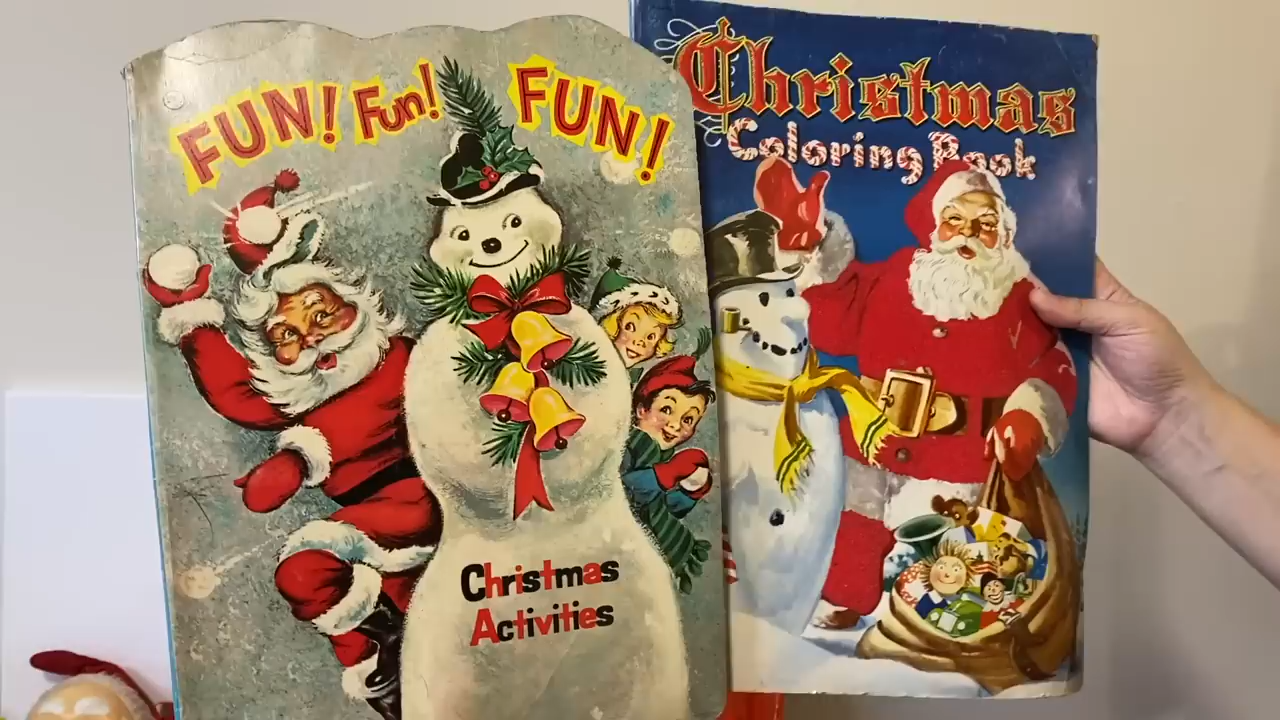 FUN! Fun! FUN!
Christmas
Activities
Christmas
Coloring Book